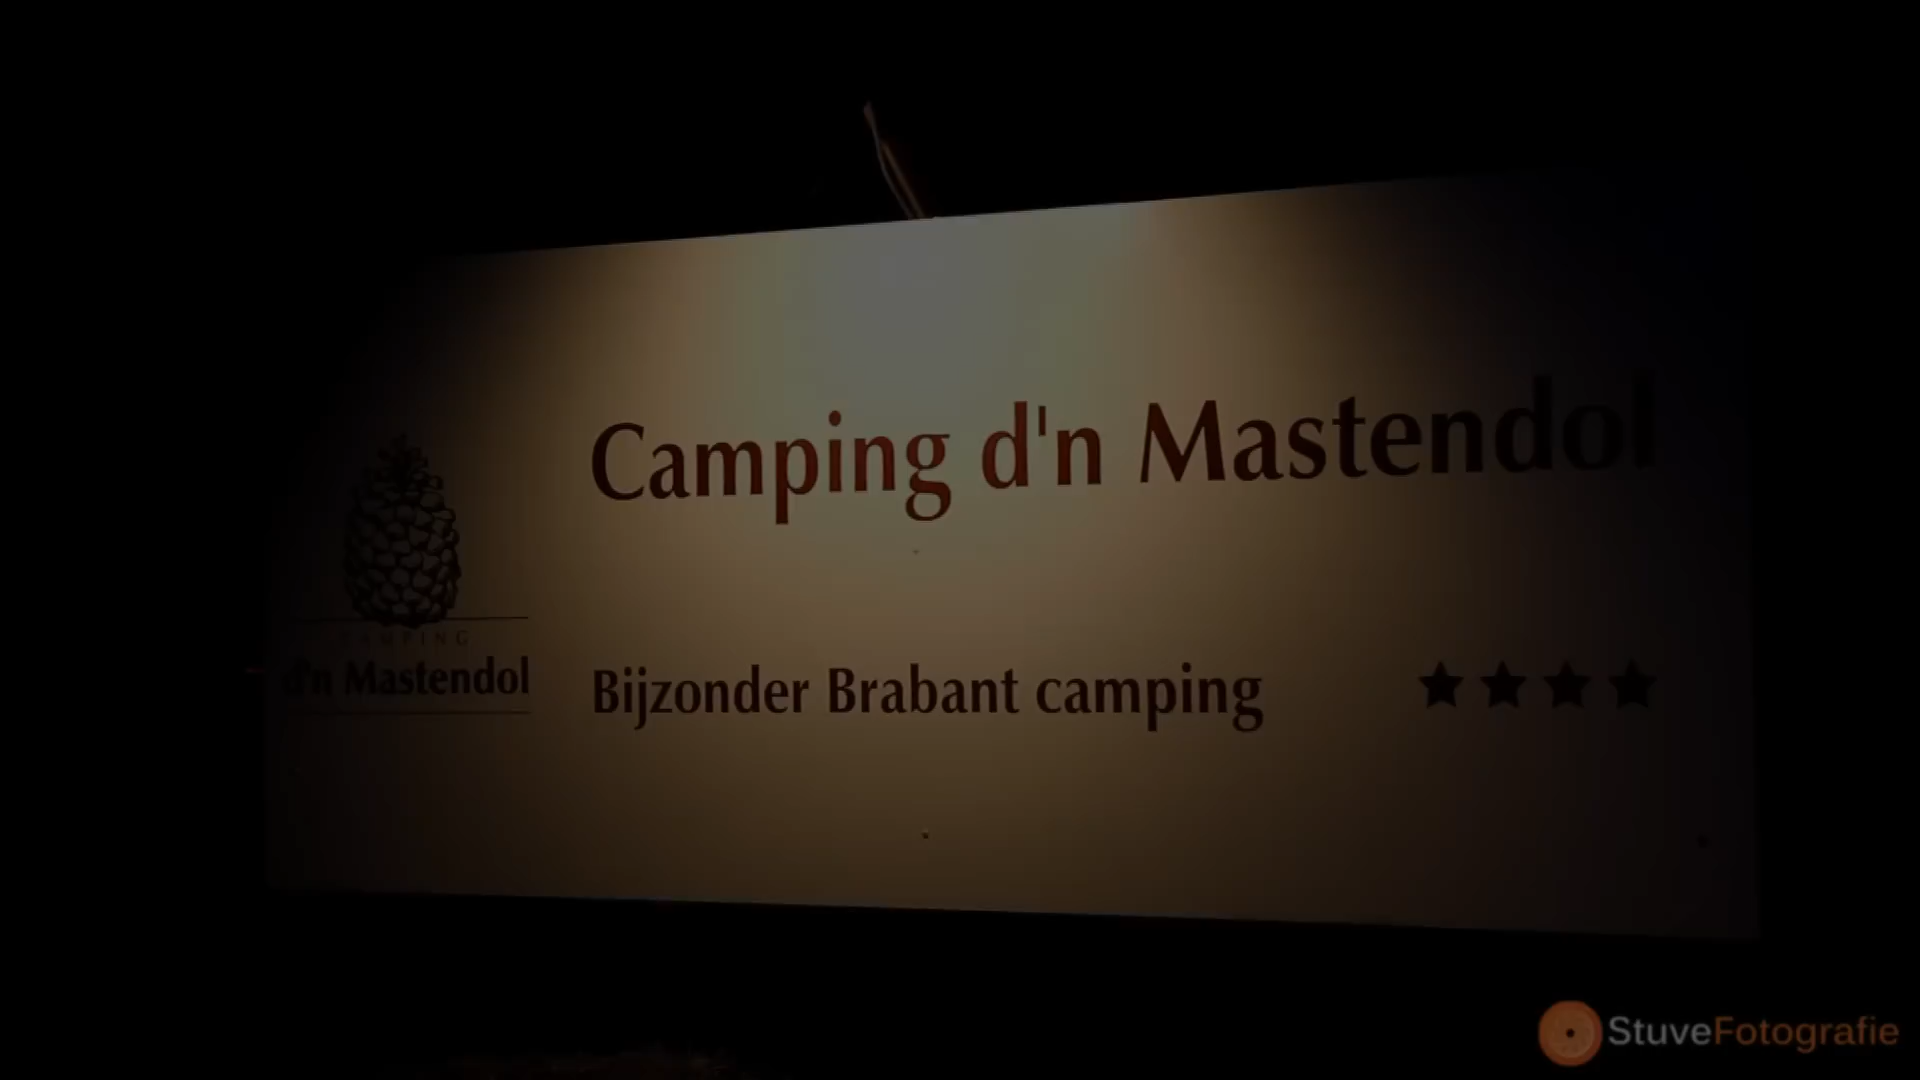 Camping d'n Mastendol
CAMPING
d'n Mastendol
Bijzonder Brabant camping
StuveFotografie